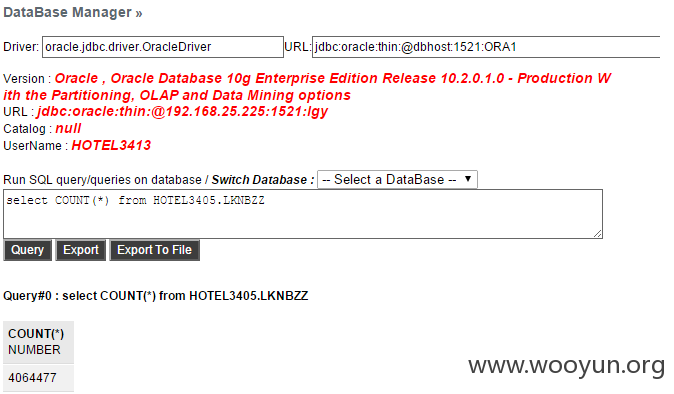 DataBase Manager »
Driver: oracle.jdbc.driver.OracleDriver URL: jdbc:oracle:thin:@dbhost:1521:ORA1
Version : Oracle , Oracle Database 10g Enterprise Edition Release 10.2.0.1.0 - Production W
ith the Partitioning, OLAP and Data Mining options
URL : jdbc:oracle:thin:@192.168.25.225:1521:lgy
Catalog : null
UserName : HOTEL3413
Run SQL query/queries on database / Switch Database : -- Select a DataBase --
select COUNT(*) from HOTEL3405.LKNBZZ
Query Export Export To File
Query#0 : select COUNT(*) from HOTEL3405.LKNBZZ
COUNT(*)
NUMBER
4064477
www.wooyun.org